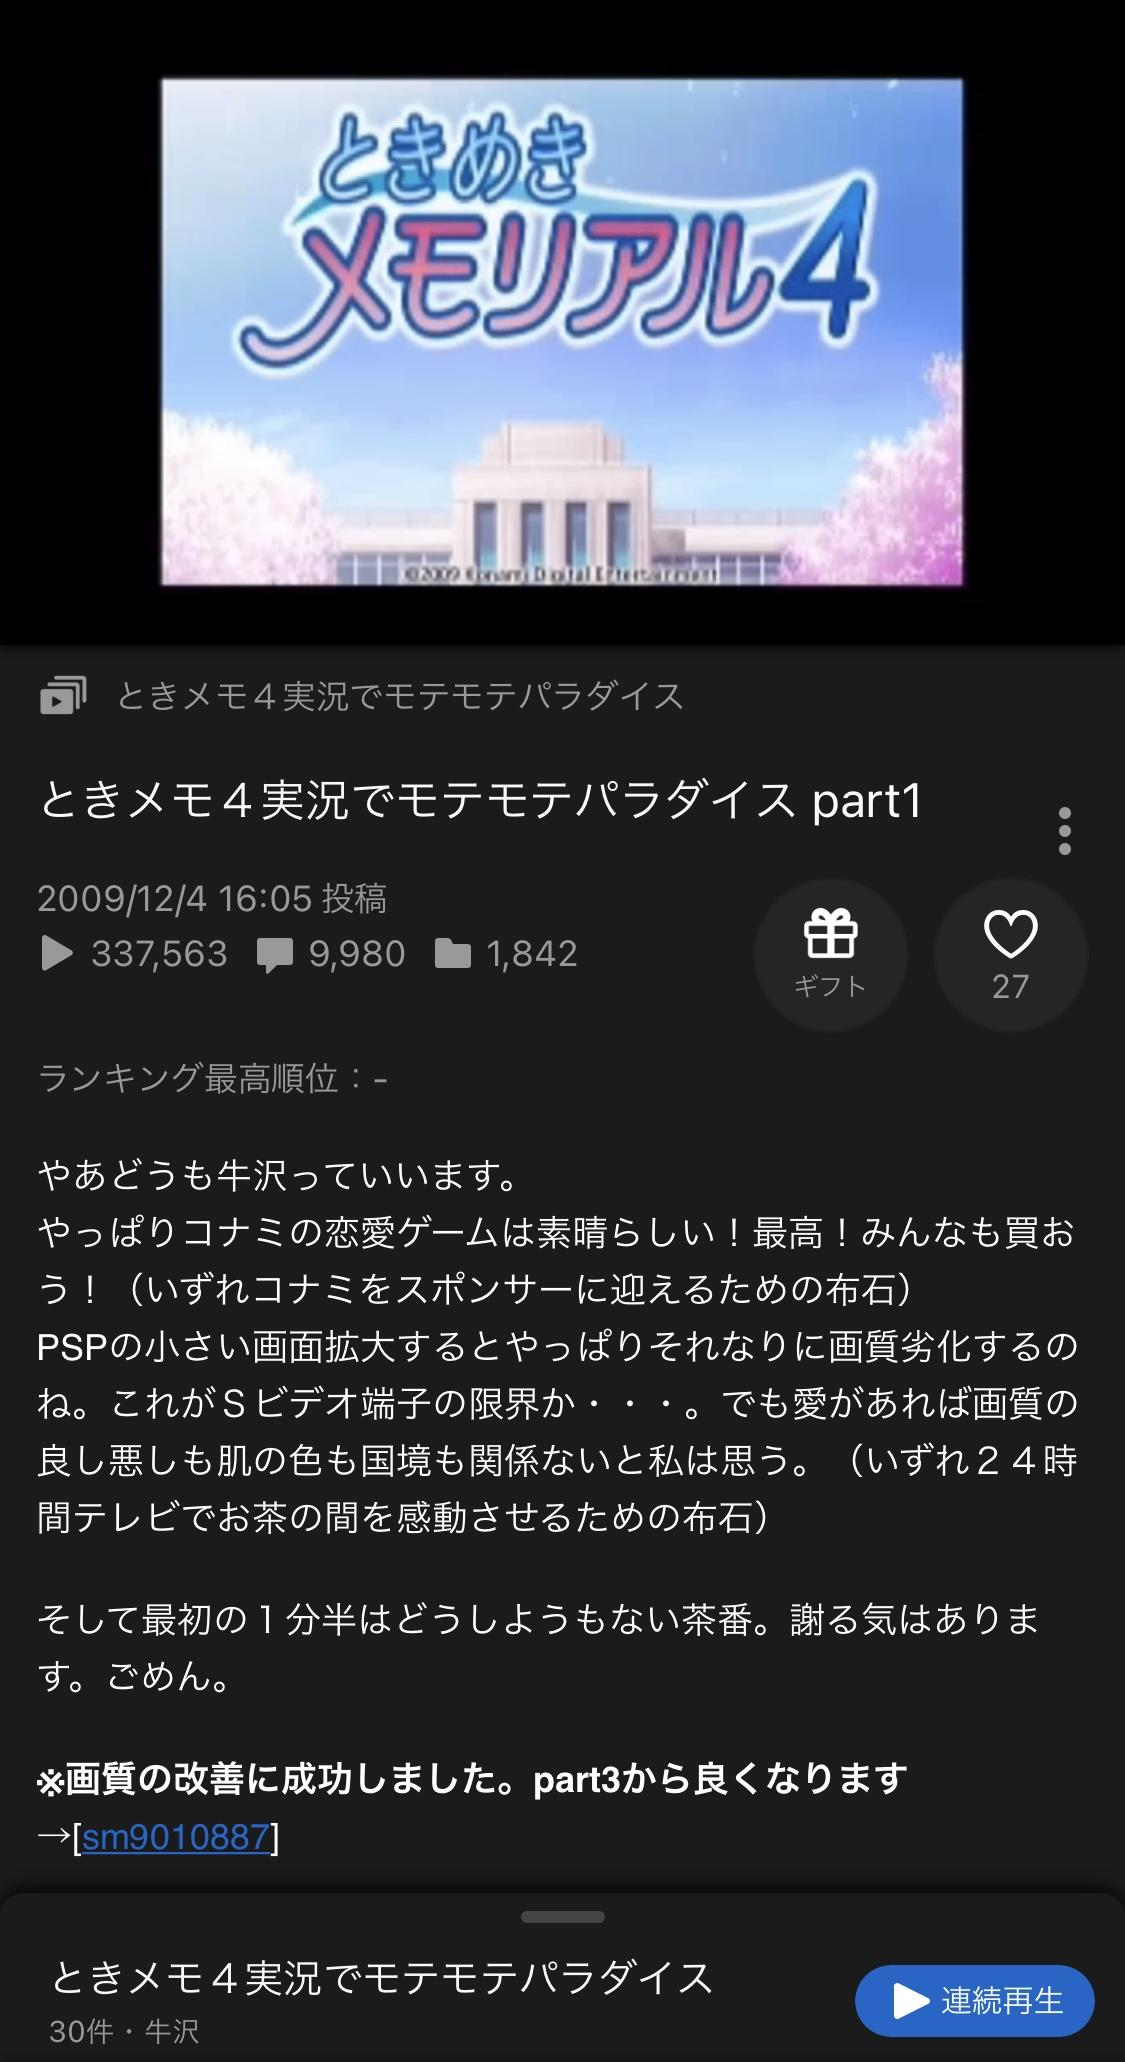 ときめき
メモリアル4
©2009 Konami Digital Entertainment
ときメモ４実況でモテモテパラダイス
ときメモ４実況でモテモテパラダイス part1
2009/12/4 16:05 投稿
337,563 9,980 1,842
ギフト
27
ランキング最高順位：-
やあどうも牛沢っていいます。
やっぱりコナミの恋愛ゲームは素晴らしい！最高！みんなも買お
う！（いずれコナミをスポンサーに迎えるための布石）
PSPの小さい画面拡大するとやっぱりそれなりに画質劣化するの
ね。これがＳビデオ端子の限界か・・・。でも愛があれば画質の
良し悪しも肌の色も国境も関係ないと私は思う。（いずれ２４時
間テレビでお茶の間を感動させるための布石）
そして最初の１分半はどうしようもない茶番。謝る気はありま
す。ごめん。
※画質の改善に成功しました。part3から良くなります
→[sm9010887]
ときメモ４実況でモテモテパラダイス
30件・牛沢
連続再生